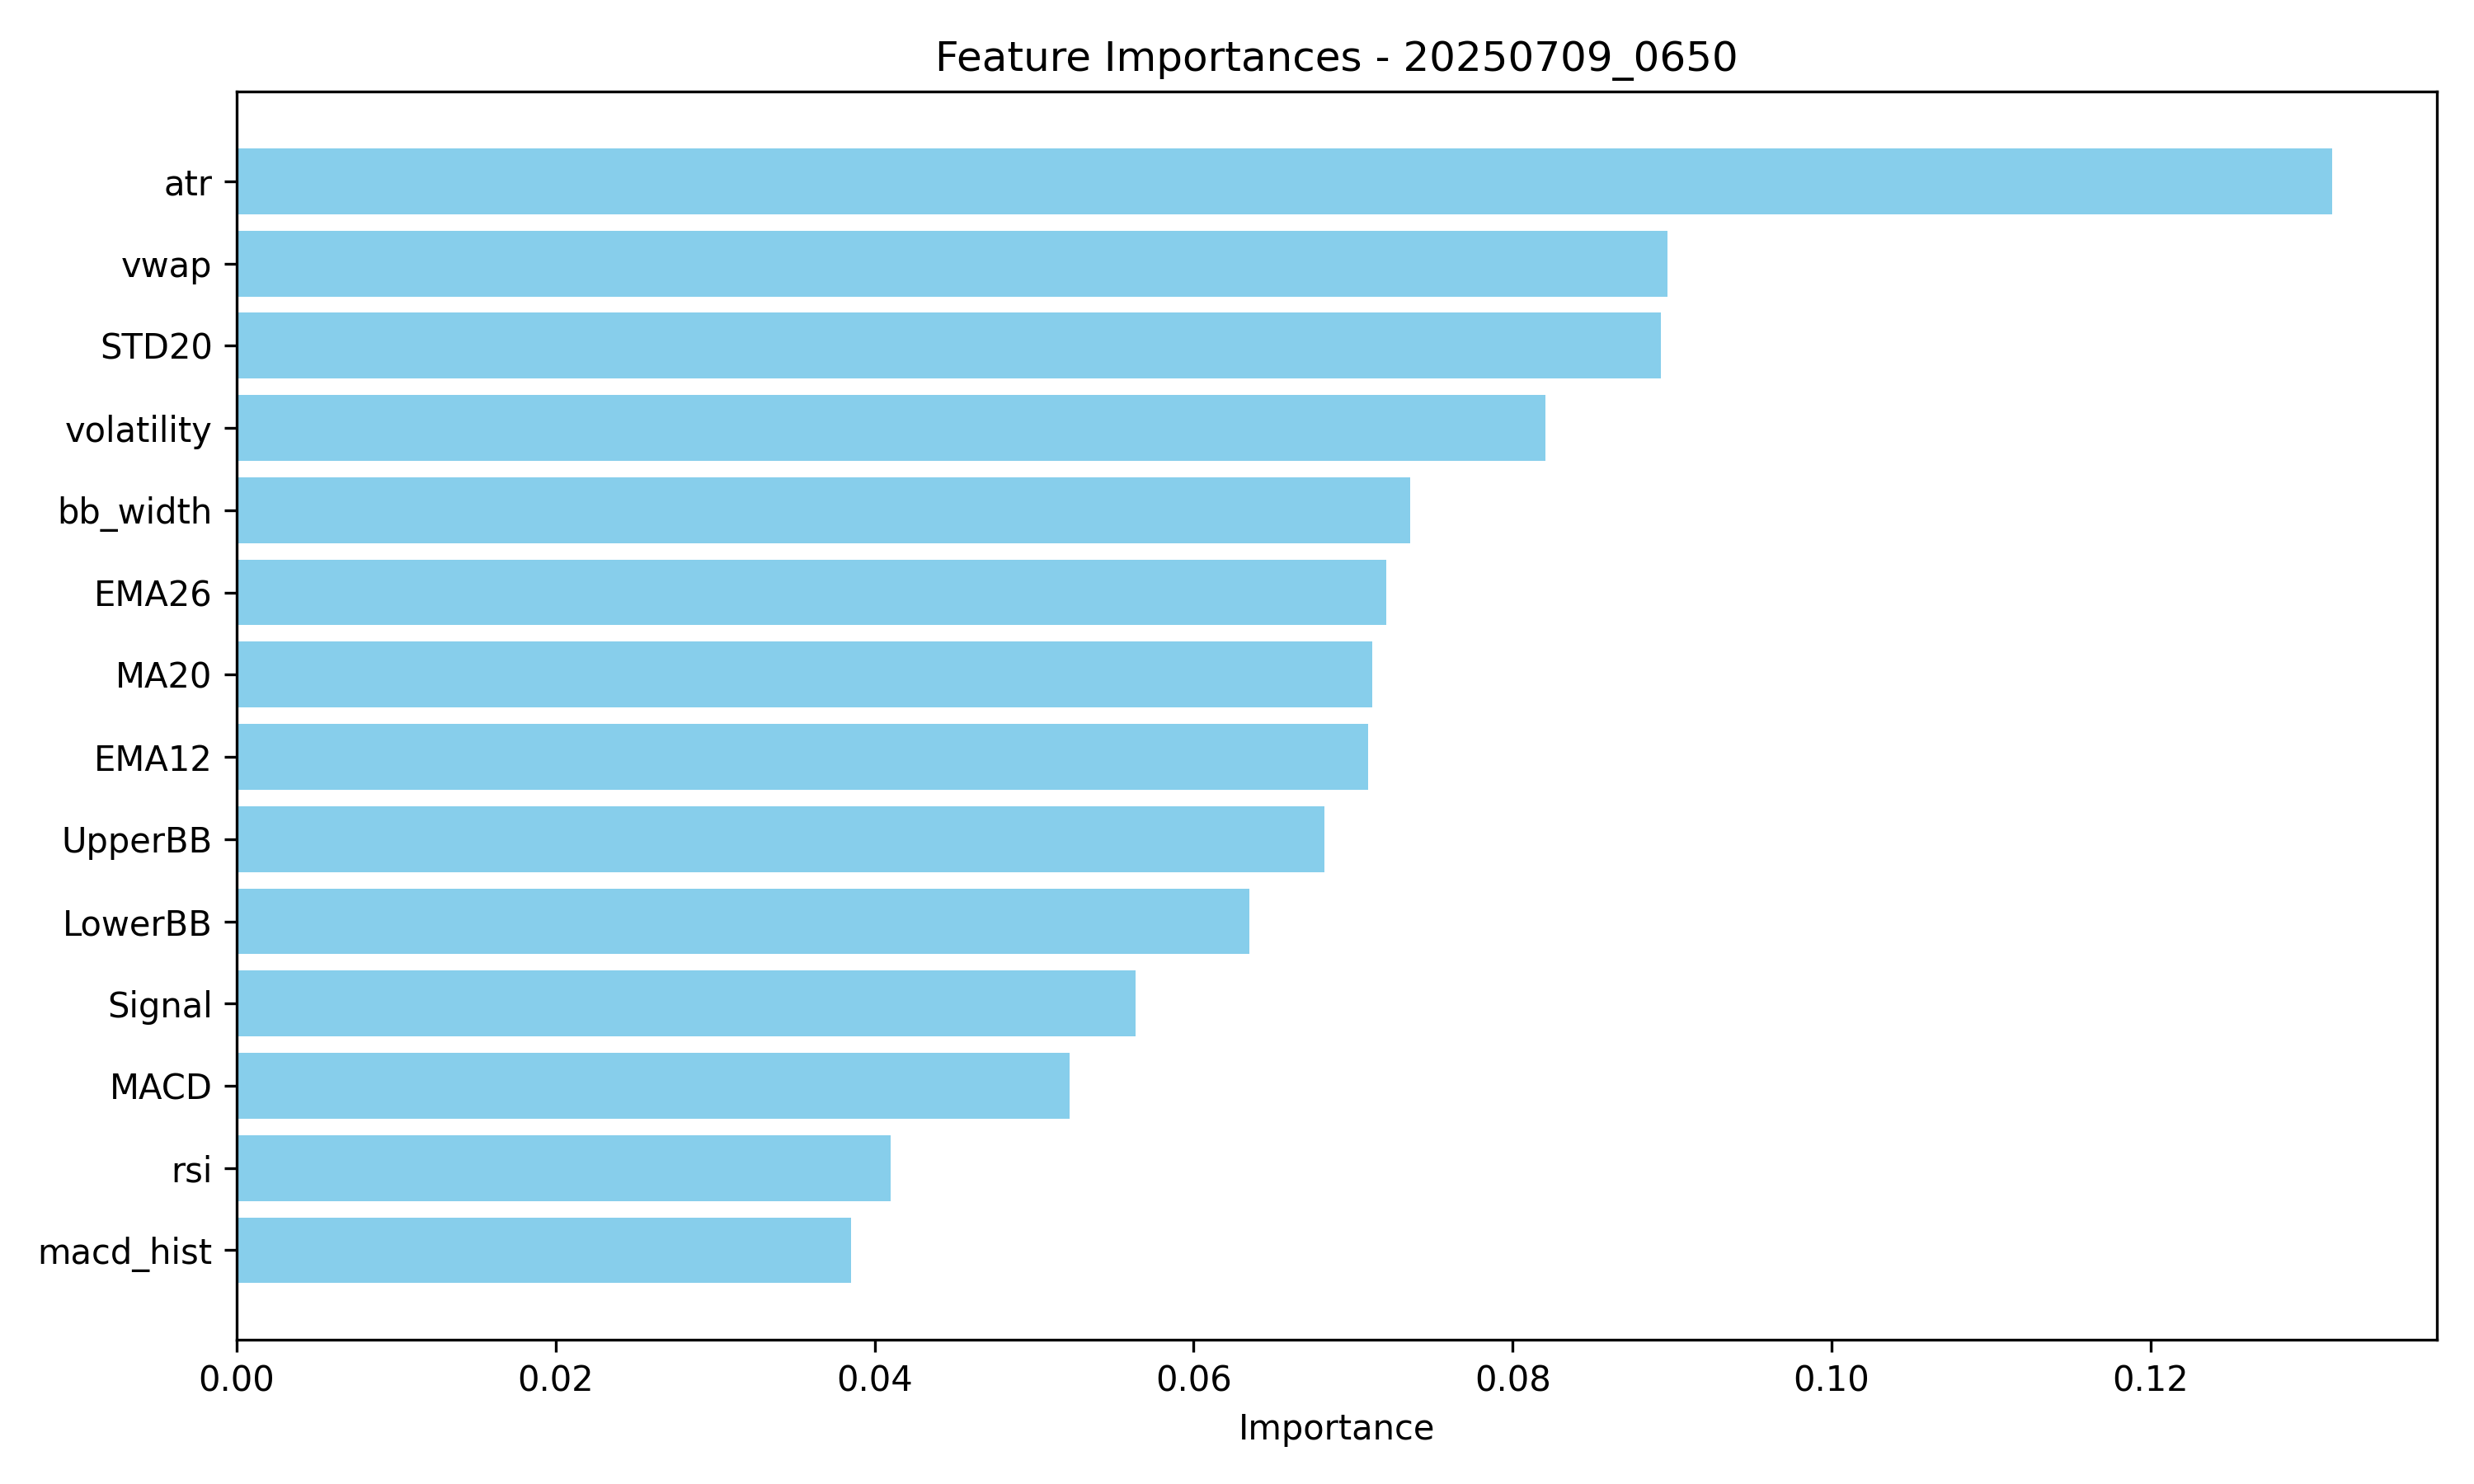 Feature Importances - 20250709_0650
atr
vwap
STD20
volatility
bb_width
EMA26
MA20
EMA12
UpperBB
LowerBB
Signal
MACD
rsi
macd_hist
0.00 0.02 0.04 0.06 0.08 0.10 0.12
Importance